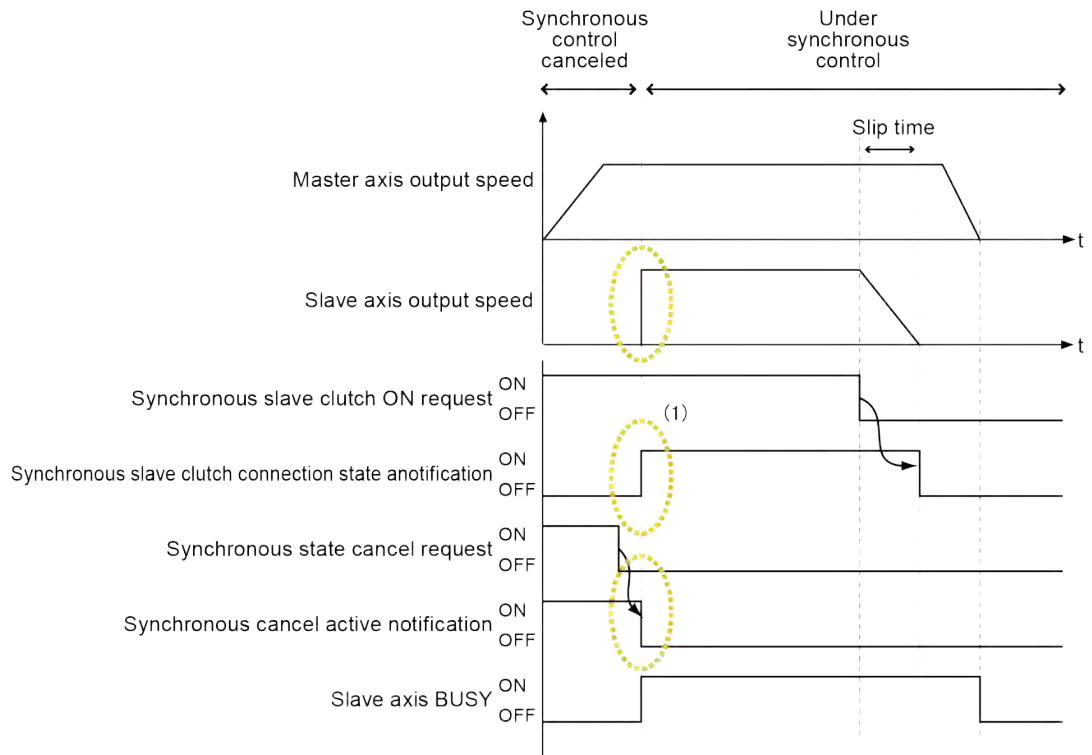 Synchronous
control
canceled
Under
synchronous
control
Slip time
Master axis output speed
t
Slave axis output speed
t
Synchronous slave clutch ON request
ON
OFF
(1)
Synchronous slave clutch connection state anotification
ON
OFF
Synchronous state cancel request
ON
OFF
Synchronous cancel active notification
ON
OFF
Slave axis BUSY
ON
OFF